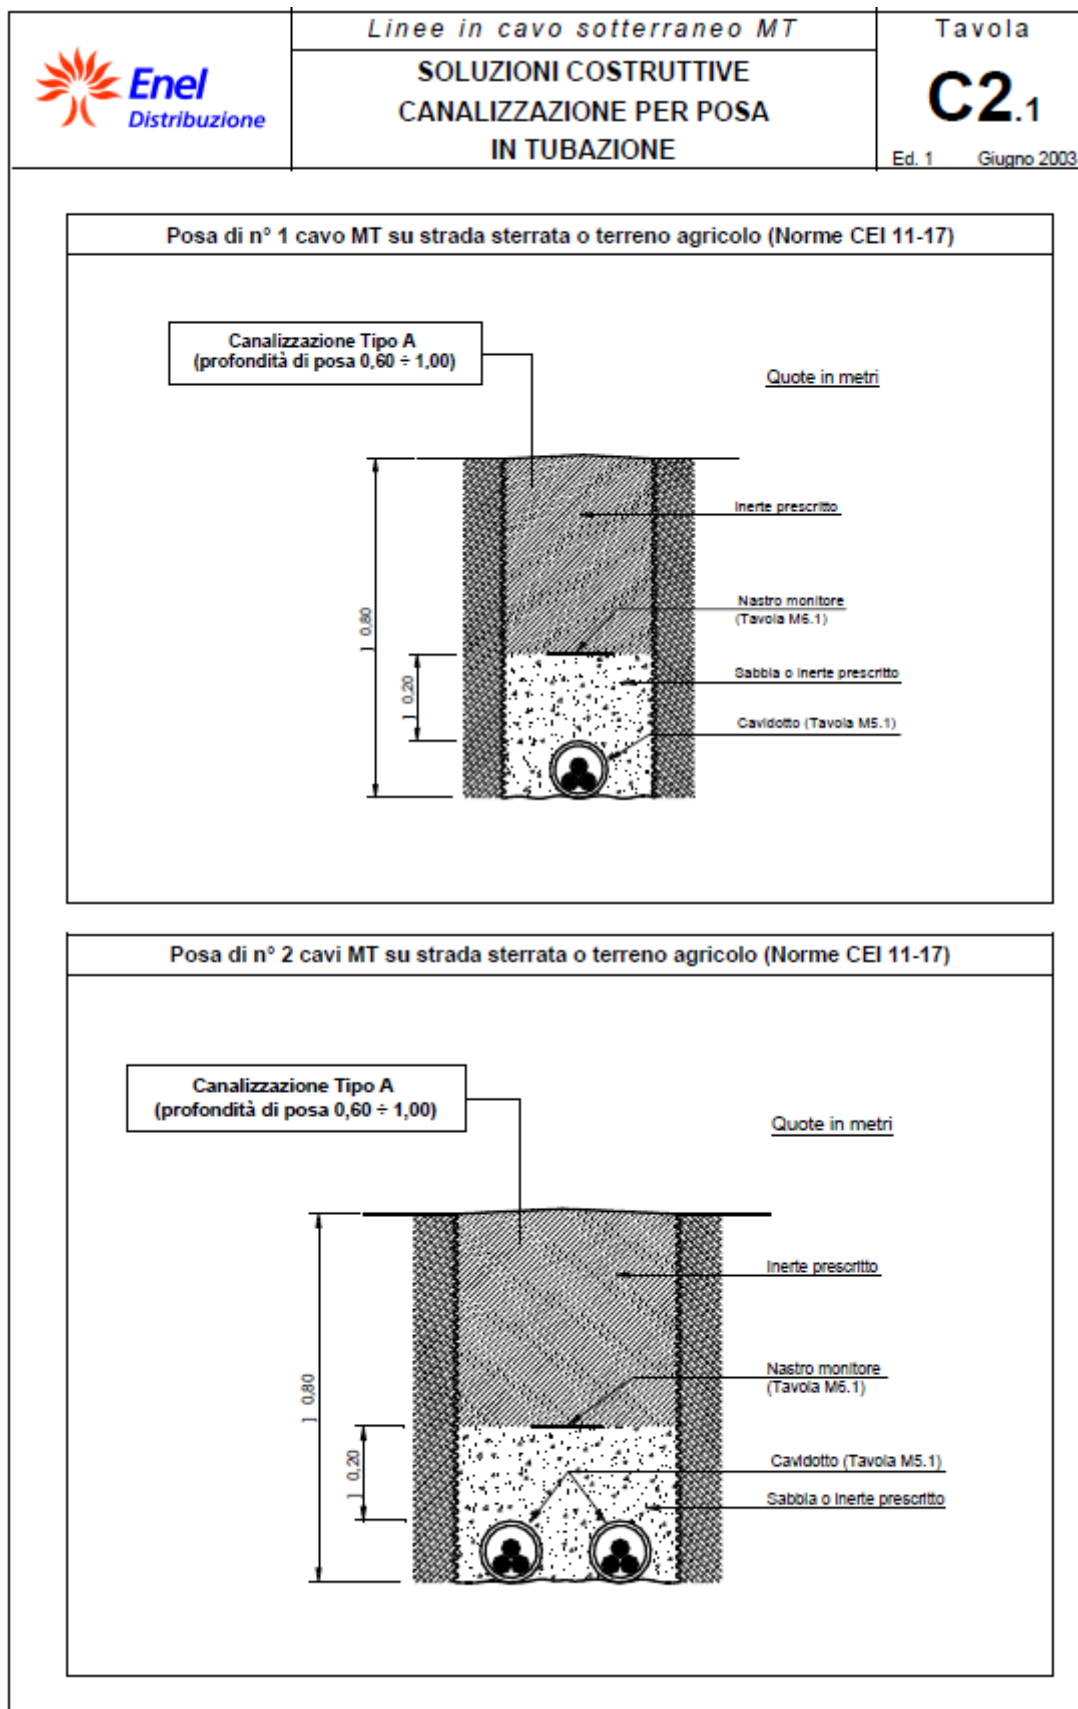 Enel
Distribuzione
Linee in cavo sotterraneo MT
SOLUZIONI COSTRUTTIVE
CANALIZZAZIONE PER POSA
IN TUBAZIONE
Tavola
C2.1
Ed. 1 Giugno 2003
Posa di n° 1 cavo MT su strada sterrata o terreno agricolo (Norme CEI 11-17)
Canalizzazione Tipo A
(profondità di posa 0,60 ÷ 1,00)
Quote in metri
Inerte prescritto
Nastro monitore
(Tavola M6.1)
] 0,80
Sabbia o inerte prescritto
] 0,20
Cavidotto (Tavola M5.1)
Posa di n° 2 cavi MT su strada sterrata o terreno agricolo (Norme CEI 11-17)
Canalizzazione Tipo A
(profondità di posa 0,60 ÷ 1,00)
Quote in metri
Inerte prescritto
Nastro monitore
(Tavola M6.1)
] 0,80
Cavidotto (Tavola M5.1)
] 0,20
Sabbia o inerte prescritto